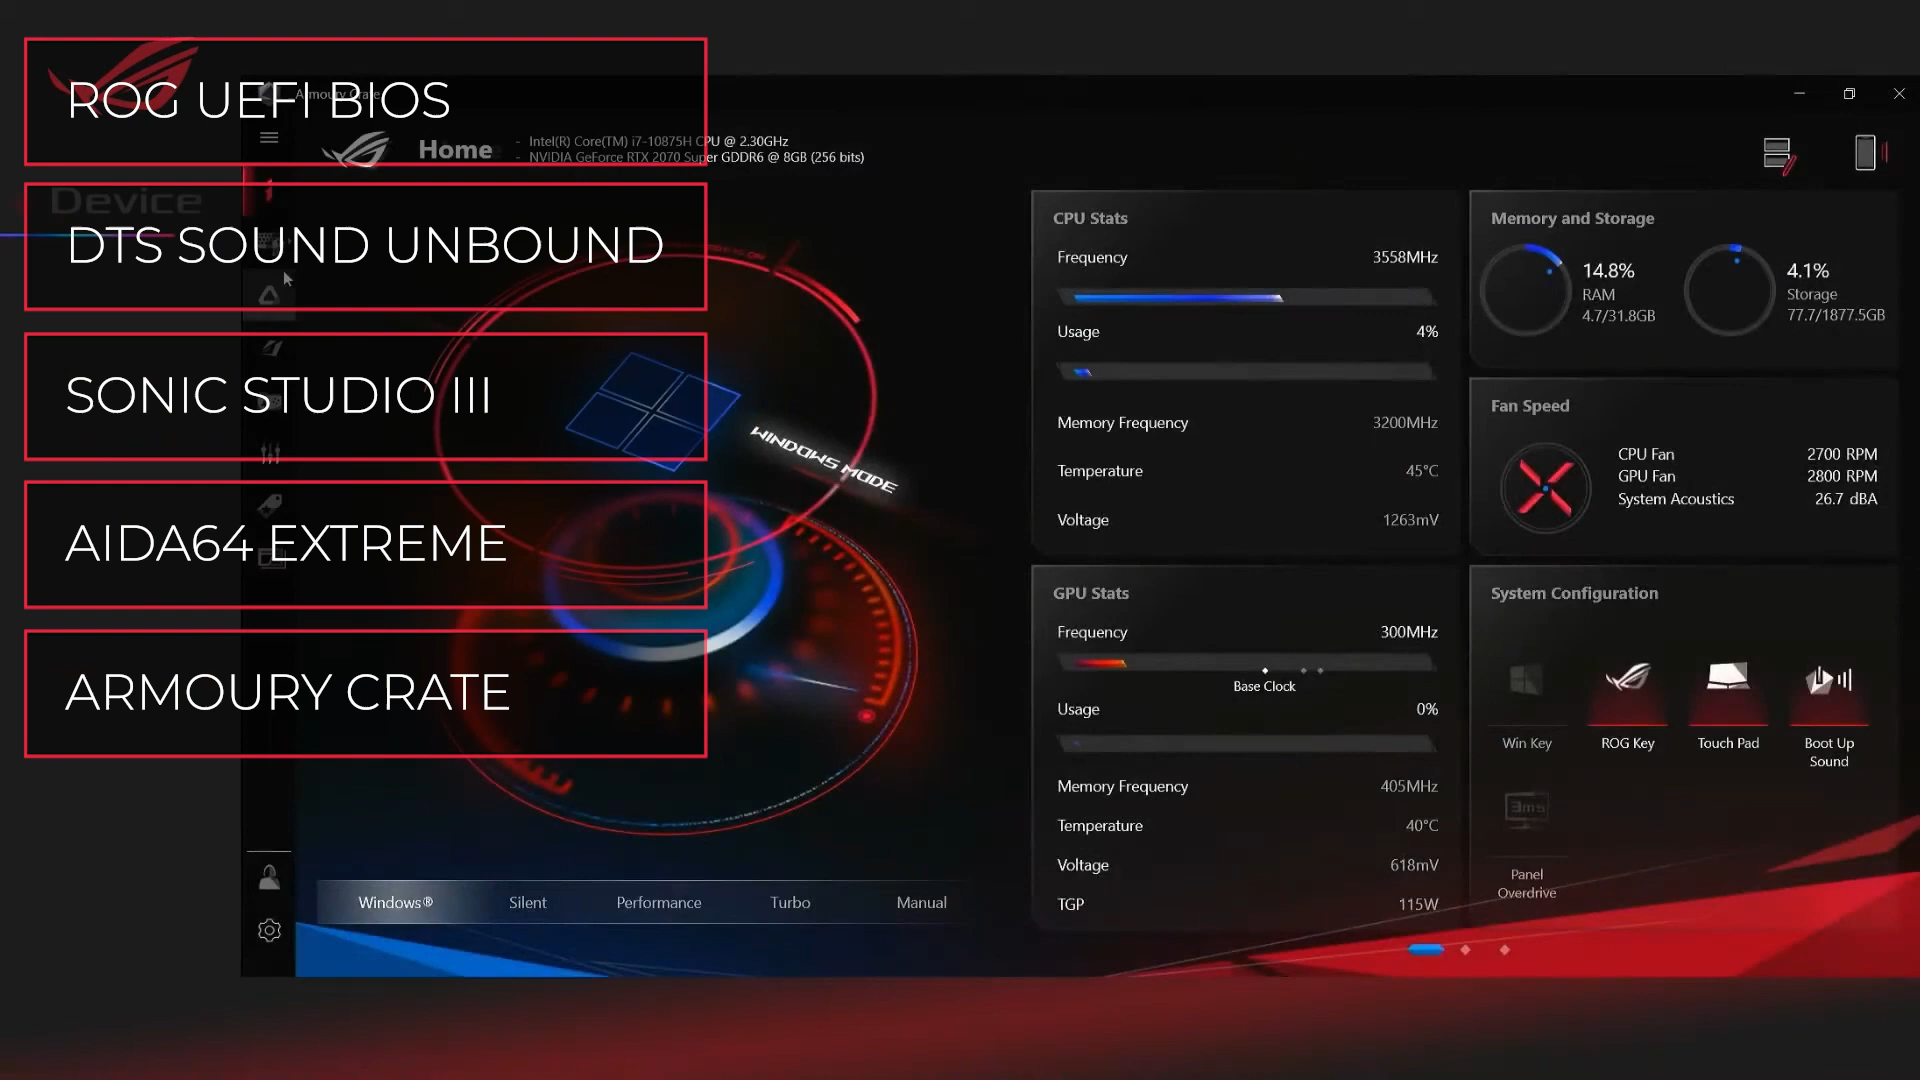 ROG UEFI BIOS
DTS SOUND UNBOUND
SONIC STUDIO III
AIDA64 EXTREME
ARMOURY CRATE
Device
Armoury Crate
Home
- Intel(R) Core(TM) i7-10875H CPU @ 2.30GHz
- NVIDIA GeForce RTX 2070 Super GDDR6 @ 8GB (256 bits)
WINDOWS MODE
Windows® Silent Performance Turbo Manual
CPU Stats
Frequency 3558MHz
Usage 4%
Memory Frequency 3200MHz
Temperature 45°C
Voltage 1263mV
GPU Stats
Frequency 300MHz
Base Clock
Usage 0%
Memory Frequency 405MHz
Temperature 40°C
Voltage 618mV
TGP 115W
Memory and Storage
14.8%
RAM
4.7/31.8GB
4.1%
Storage
77.7/1877.5GB
Fan Speed
CPU Fan 2700 RPM
GPU Fan 2800 RPM
System Acoustics 26.7 dBA
System Configuration
Win Key
ROG Key
Touch Pad
Boot Up
Sound
3ms
Panel
Overdrive